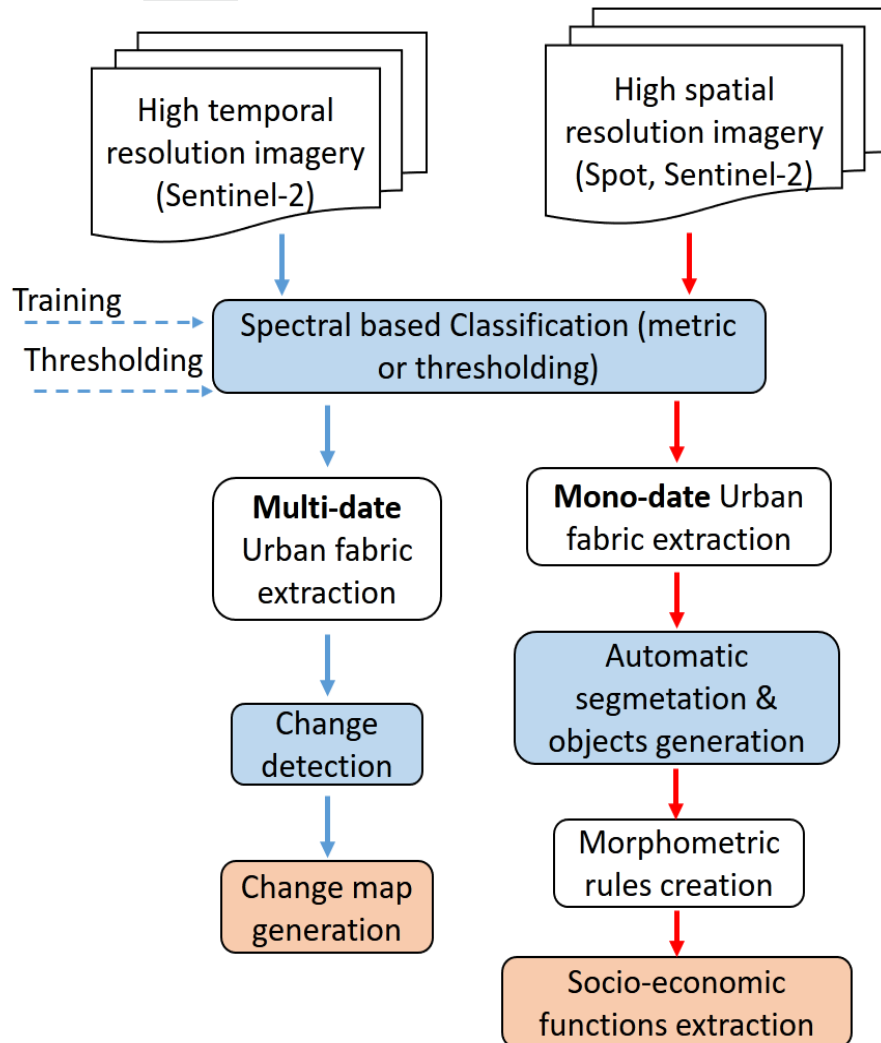 High temporal
resolution imagery
(Sentinel-2)
High spatial
resolution imagery
(Spot, Sentinel-2)
Training
Thresholding
Spectral based Classification (metric
or thresholding)
Multi-date
Urban fabric
extraction
Mono-date Urban
fabric extraction
Change
detection
Automatic
segmetation &
objects generation
Change map
generation
Morphometric
rules creation
Socio-economic
functions extraction